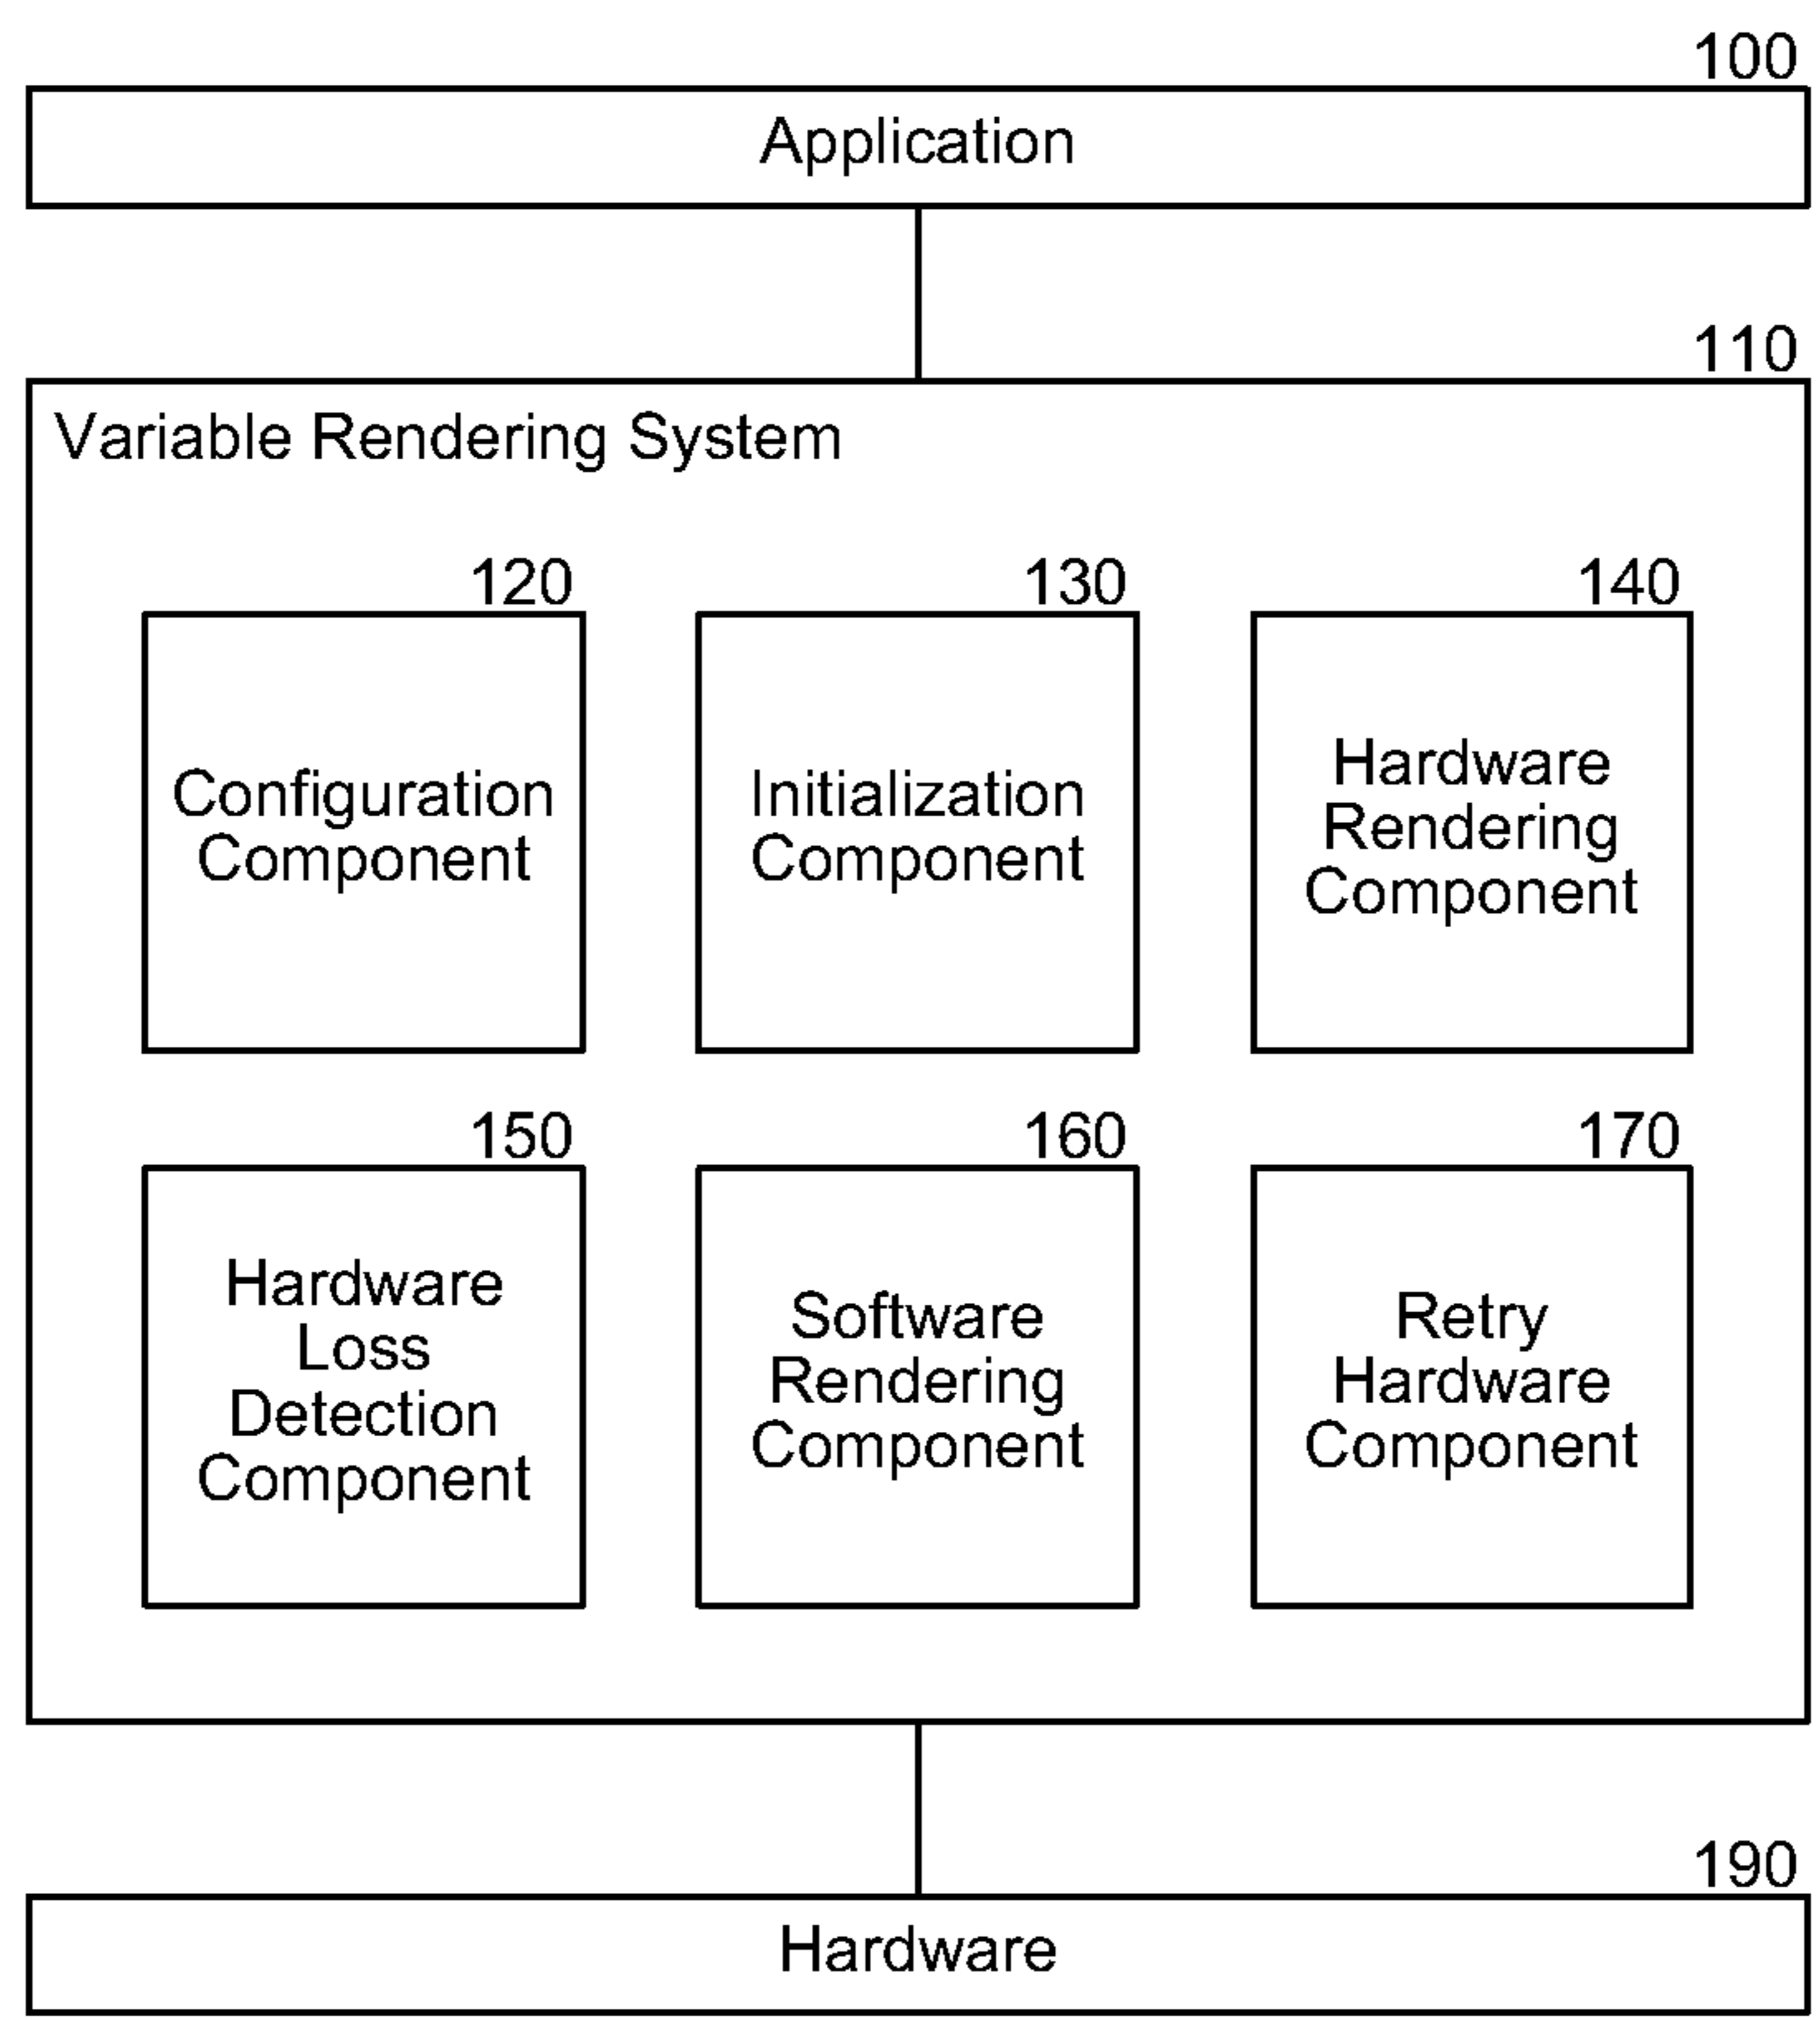 100
Application
110
Variable Rendering System
120
Configuration
Component
130
Initialization
Component
140
Hardware
Rendering
Component
150
Hardware
Loss
Detection
Component
160
Software
Rendering
Component
170
Retry
Hardware
Component
190
Hardware